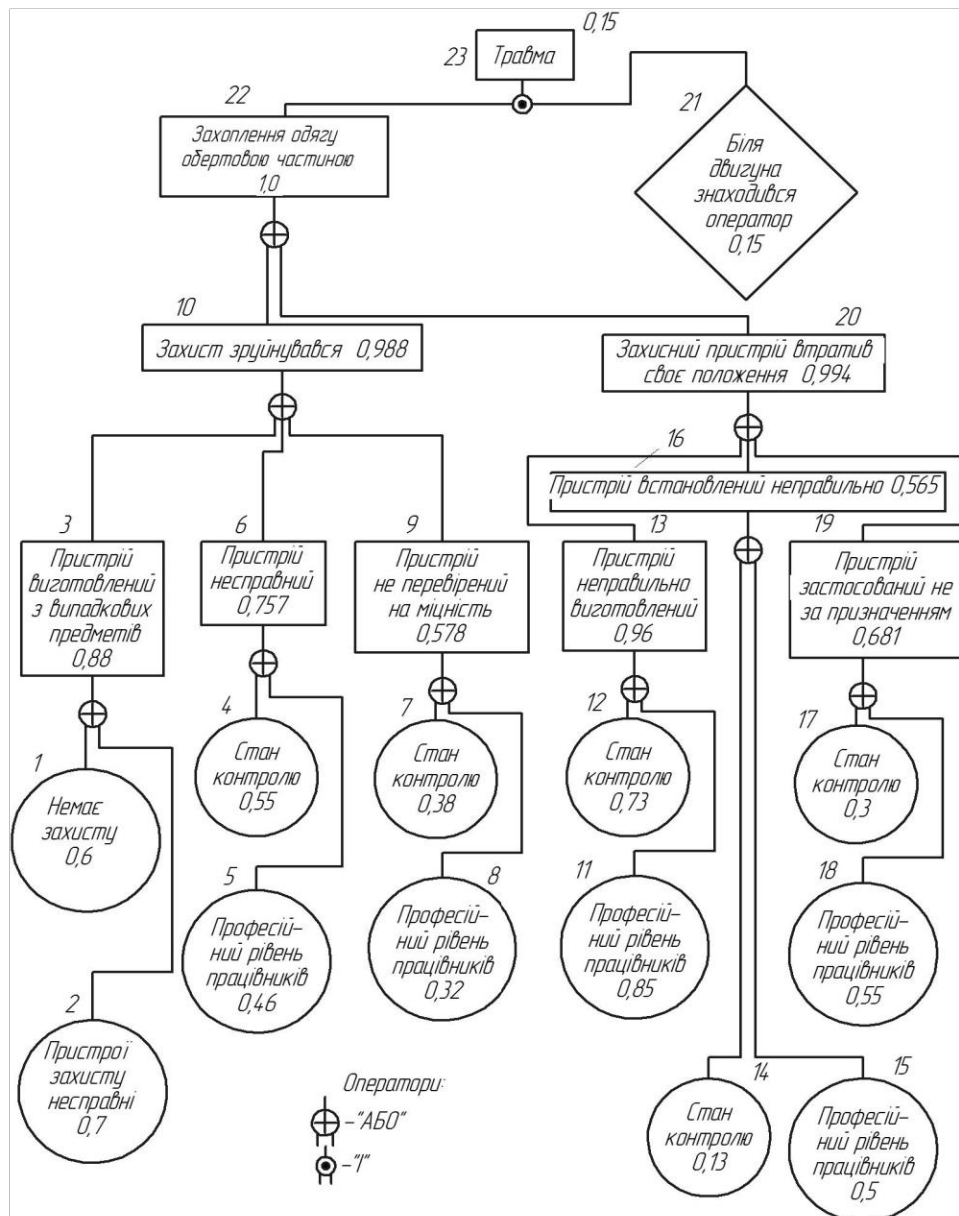 0,15
23
Травма
22
Захоплення одягу
обертовою частиною
1,0
21
Біля
двигуна
знаходився
оператор
0,15
10
Захист зруйнувався 0,988
20
Захисний пристрій втратив
своє положення 0,994
16
Пристрій встановлений неправильно 0,565
3
Пристрій
виготовлений
з випадкових
предметів
0,88
6
Пристрій
несправний
0,757
9
Пристрій
не перевірений
на міцність
0,578
13
Пристрій
неправильно
виготовлений
0,96
19
Пристрій
застосований не
за призначенням
0,681
1
Немає
захисту
0,6
4
Стан
контролю
0,55
7
Стан
контролю
0,38
12
Стан
контролю
0,73
17
Стан
контролю
0,3
5
Професій-
ний рівень
працівників
0,46
8
Професій-
ний рівень
працівників
0,32
11
Професій-
ний рівень
працівників
0,85
18
Професій-
ний рівень
працівників
0,55
2
Пристрої
захисту
несправні
0,7
Оператори:
-"АБО"
-"І"
14
Стан
контролю
0,13
15
Професій-
ний рівень
працівників
0,5